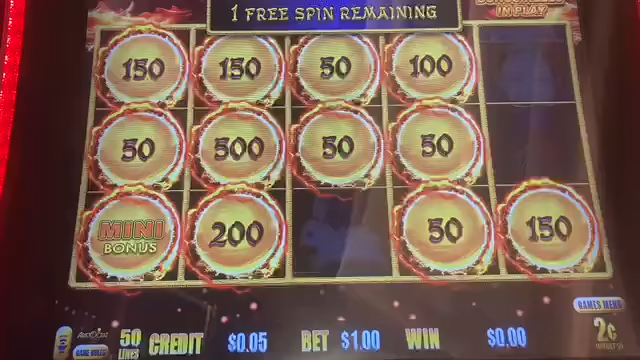 1 FREE SPIN REMAINING
IN PLAY
150 150 50 100
50 500 50 50
MINI
BONUS
200 50 150
50
LINES
CREDIT $0.05 BET $1.00 WIN $0.00
GAMES MENU
2¢